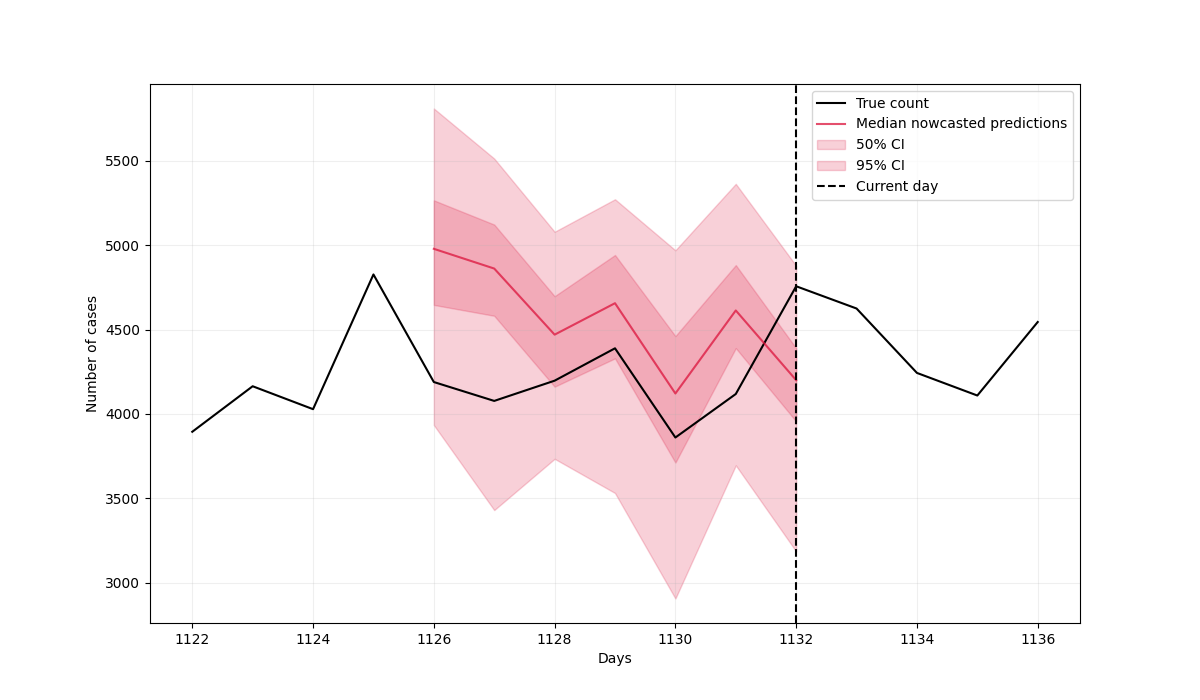 True count
Median nowcasted predictions
50% CI
95% CI
Current day
5500
5000
4500
4000
3500
3000
Number of cases
1122 1124 1126 1128 1130 1132 1134 1136
Days